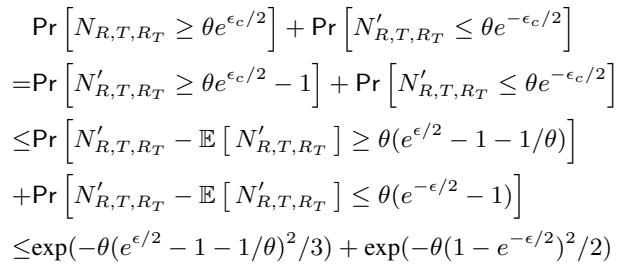 Pr [ N_{R,T,R_T} ≥ θe^{ϵ_c/2} ] + Pr [ N′_{R,T,R_T} ≤ θe^{−ϵ_c/2} ]
=Pr [ N′_{R,T,R_T} ≥ θe^{ϵ_c/2} − 1 ] + Pr [ N′_{R,T,R_T} ≤ θe^{−ϵ_c/2} ]
≤Pr [ N′_{R,T,R_T} − 𝔼 [ N′_{R,T,R_T} ] ≥ θ(e^{ϵ/2} − 1 − 1/θ) ]
+Pr [ N′_{R,T,R_T} − 𝔼 [ N′_{R,T,R_T} ] ≤ θ(e^{−ϵ/2} − 1) ]
≤exp(−θ(e^{ϵ/2} − 1 − 1/θ)²/3) + exp(−θ(1 − e^{−ϵ/2})²/2)